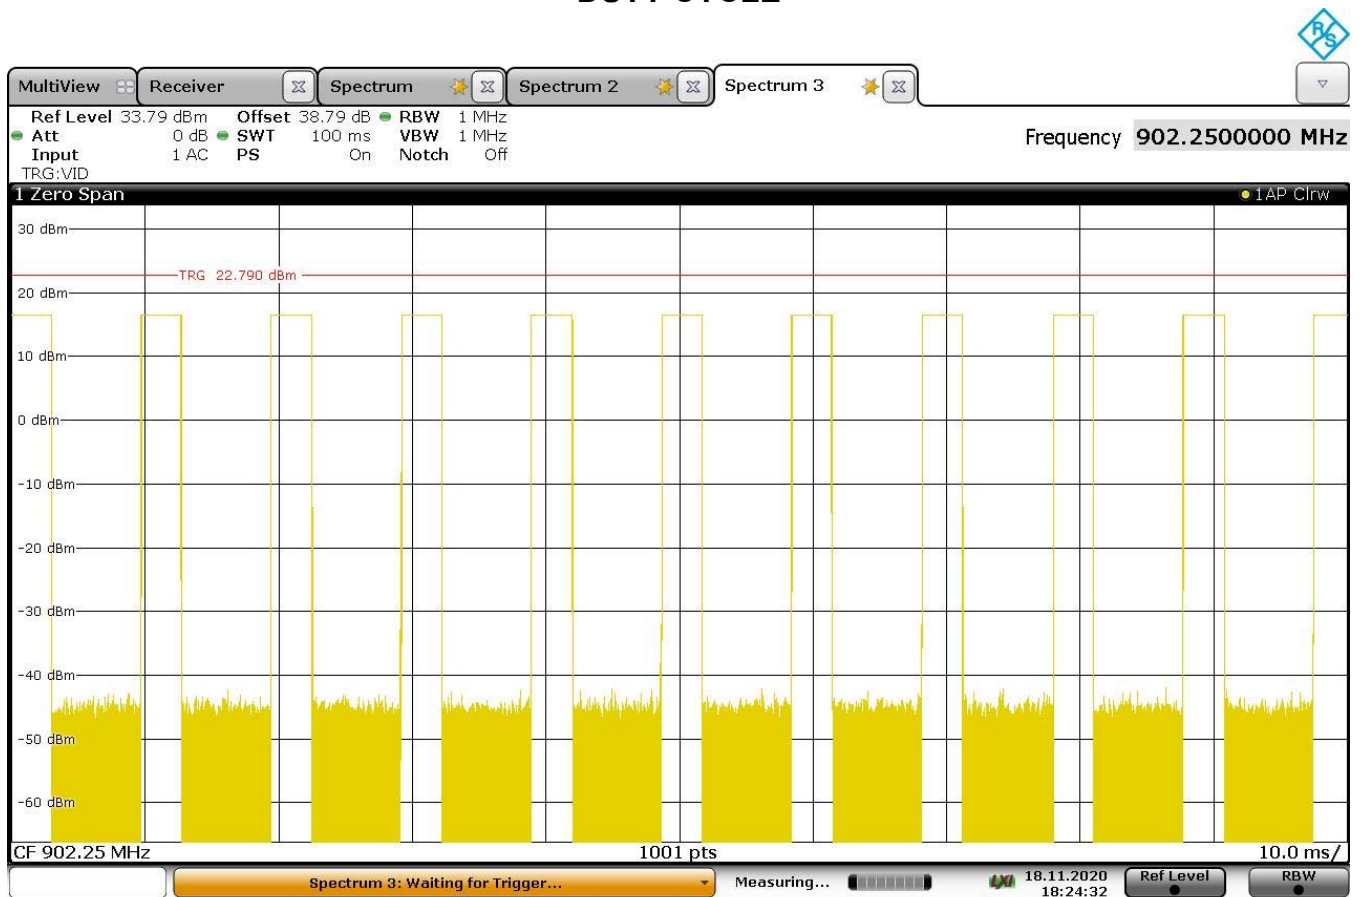 MultiView Receiver Spectrum Spectrum 2 Spectrum 3
Ref Level 33.79 dBm Offset 38.79 dB RBW 1 MHz
Att 0 dB SWT 100 ms VBW 1 MHz
Input 1 AC PS On Notch Off
TRG:VID
Frequency 902.2500000 MHz
1 Zero Span 1AP Clrw
30 dBm
TRG 22.790 dBm
20 dBm
10 dBm
0 dBm
-10 dBm
-20 dBm
-30 dBm
-40 dBm
-50 dBm
-60 dBm
CF 902.25 MHz 1001 pts 10.0 ms/
Spectrum 3: Waiting for Trigger... Measuring... LXI 18.11.2020 Ref Level RBW
18:24:32